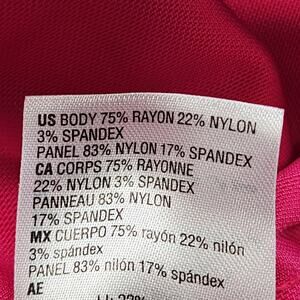 US BODY 75% RAYON 22% NYLON
3% SPANDEX
PANEL 83% NYLON 17% SPANDEX
CA CORPS 75% RAYONNE
22% NYLON 3% SPANDEX
PANNEAU 83% NYLON
17% SPANDEX
MX CUERPO 75% rayón 22% nilón
3% spándex
PANEL 83% nilón 17% spándex
AE